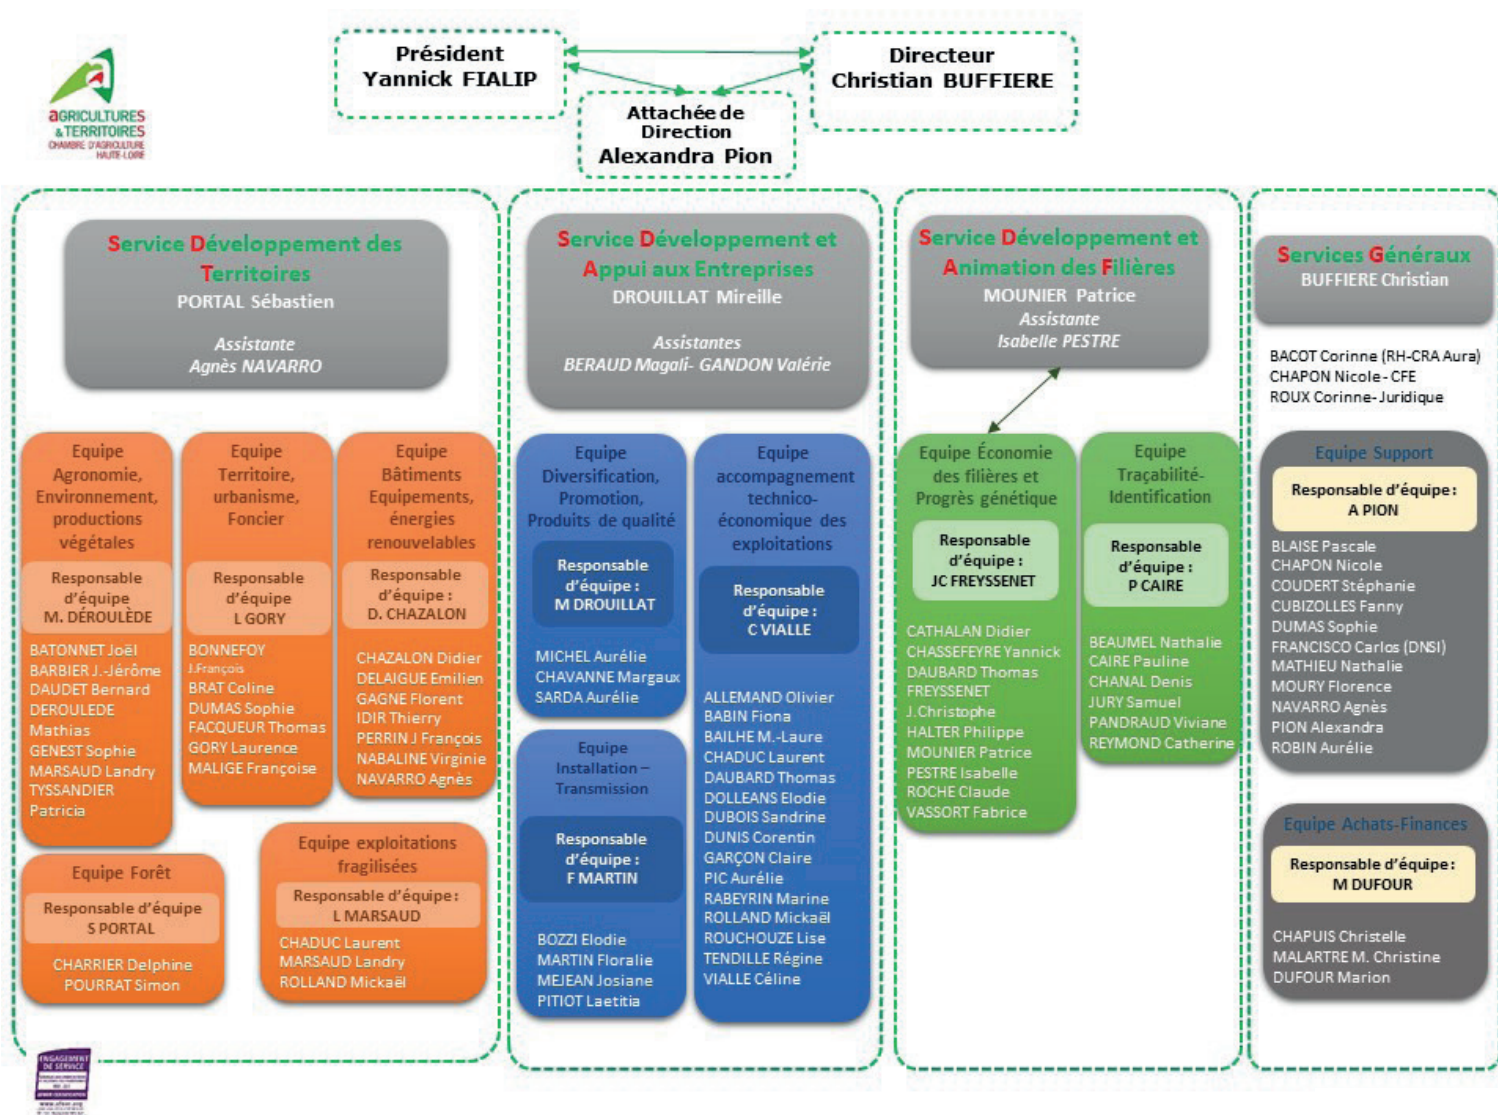 Président
Yannick FIALIP
Directeur
Christian BUFFIERE
Attachée de
Direction
Alexandra Pion
aGRICULTURES
& TERRITOIRES
CHAMBRE D'AGRICULTURE
HAUTE-LOIRE
Service Développement des
Territoires
PORTAL Sébastien
Assistante
Agnès NAVARRO
Equipe
Agronomie,
Environnement,
productions
végétales
Responsable
d'équipe
M. DÉROULÈDE
BATONNET Joël
BARBIER J.-Jérôme
DAUDET Bernard
DEROULEDE
Mathias
GENEST Sophie
MARSAUD Landry
TYSSANDIER
Patricia
Equipe
Territoire,
urbanisme,
Foncier
Responsable
d'équipe
L GORY
BONNEFOY
J.François
BRAT Coline
DUMAS Sophie
FACQUEUR Thomas
GORY Laurence
MALIGE Françoise
Equipe
Bâtiments
Equipements,
énergies
renouvelables
Responsable
d'équipe :
D. CHAZALON
CHAZALON Didier
DELAIGUE Emilien
GAGNE Florent
IDIR Thierry
PERRIN J François
NABALINE Virginie
NAVARRO Agnès
Equipe Forêt
Responsable d'équipe
S PORTAL
CHARRIER Delphine
POURRAT Simon
Equipe exploitations
fragilisées
Responsable d'équipe :
L MARSAUD
CHADUC Laurent
MARSAUD Landry
ROLLAND Mickaël
Service Développement et
Appui aux Entreprises
DROUILLAT Mireille
Assistantes
BERAUD Magali- GANDON Valérie
Equipe
Diversification,
Promotion,
Produits de qualité
Responsable
d'équipe :
M DROUILLAT
MICHEL Aurélie
CHAVANNE Margaux
SARDA Aurélie
Equipe
Installation –
Transmission
Responsable
d'équipe :
F MARTIN
BOZZI Elodie
MARTIN Floralie
MEJEAN Josiane
PITIOT Laetitia
Equipe
accompagnement
technico-
économique des
exploitations
Responsable
d'équipe :
C VIALLE
ALLEMAND Olivier
BABIN Fiona
BAILHE M.-Laure
CHADUC Laurent
DAUBARD Thomas
DOLLEANS Elodie
DUBOIS Sandrine
DUNIS Corentin
GARÇON Claire
PIC Aurélie
RABEYRIN Marine
ROLLAND Mickaël
ROUCHOUZE Lise
TENDILLE Régine
VIALLE Céline
Service Développement et
Animation des Filières
MOUNIER Patrice
Assistante
Isabelle PESTRE
Equipe Économie
des filières et
Progrès génétique
Responsable
d'équipe :
JC FREYSSENET
CATHALAN Didier
CHASSEFEYRE Yannick
DAUBARD Thomas
FREYSSENET
J.Christophe
HALTER Philippe
MOUNIER Patrice
PESTRE Isabelle
ROCHE Claude
VASSORT Fabrice
Equipe
Traçabilité-
Identification
Responsable
d'équipe :
P CAIRE
BEAUMEL Nathalie
CAIRE Pauline
CHANAL Denis
JURY Samuel
PANDRAUD Viviane
REYMOND Catherine
Services Généraux
BUFFIERE Christian
BACOT Corinne (RH-CRA Aura)
CHAPON Nicole - CFE
ROUX Corinne- Juridique
Equipe Support
Responsable d'équipe :
A PION
BLAISE Pascale
CHAPON Nicole
COUDERT Stéphanie
CUBIZOLLES Fanny
DUMAS Sophie
FRANCISCO Carlos (DNSI)
MATHIEU Nathalie
MOURY Florence
NAVARRO Agnès
PION Alexandra
ROBIN Aurélie
Equipe Achats-Finances
Responsable d'équipe :
M DUFOUR
CHAPUIS Christelle
MALARTRE M. Christine
DUFOUR Marion
ENGAGEMENT
DE SERVICE